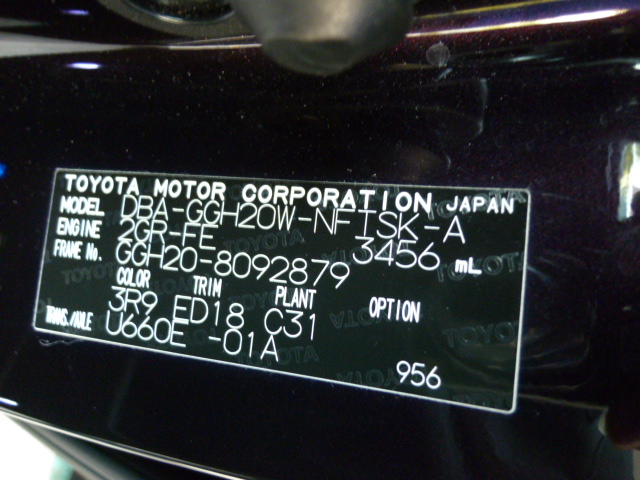 TOYOTA MOTOR CORPORATION JAPAN
MODEL DBA-GGH20W-NFTSK-A
ENGINE 2GR-FE 3456 mL
FRAME No. GGH20-8092879
COLOR TRIM PLANT OPTION
3R9 ED18 C31
TRANS./AXLE U660E -01A
956